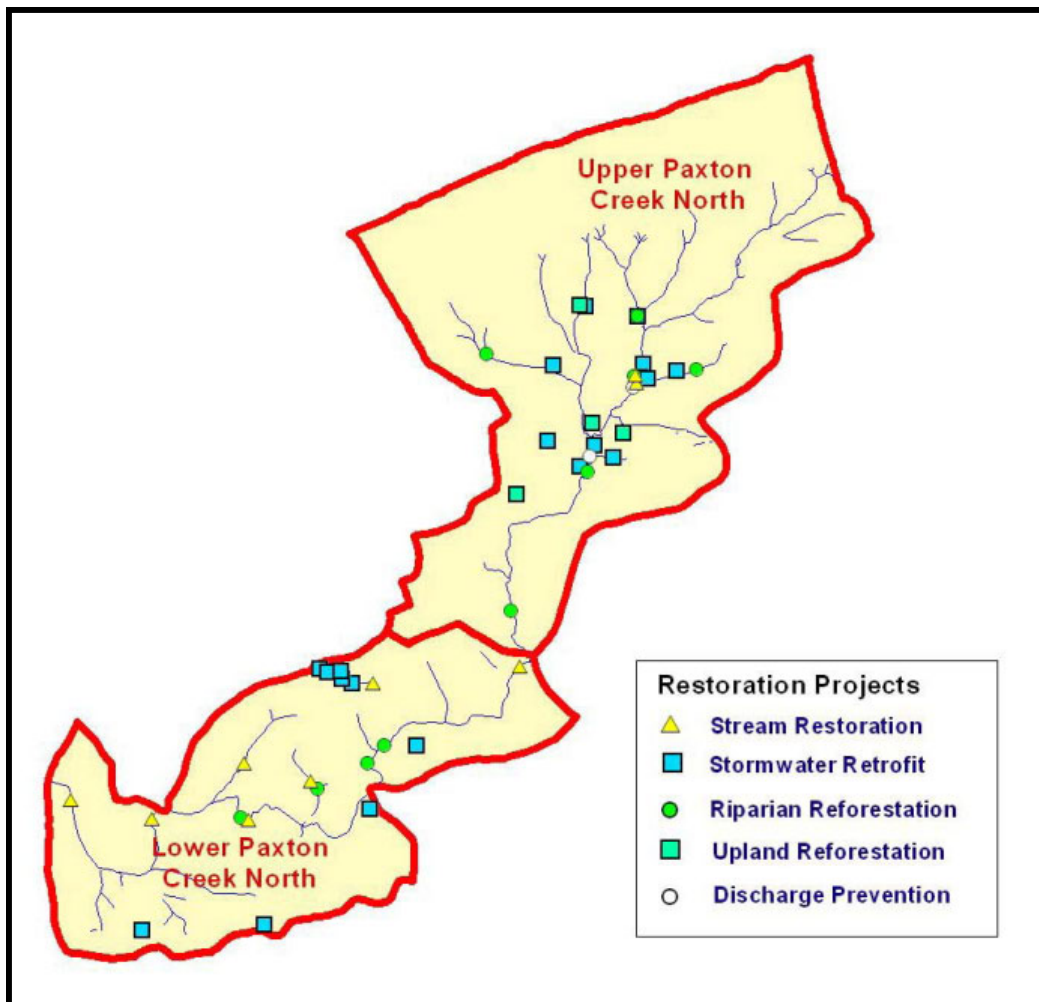 Upper Paxton
Creek North
Lower Paxton
Creek North
Restoration Projects
Stream Restoration
Stormwater Retrofit
Riparian Reforestation
Upland Reforestation
Discharge Prevention